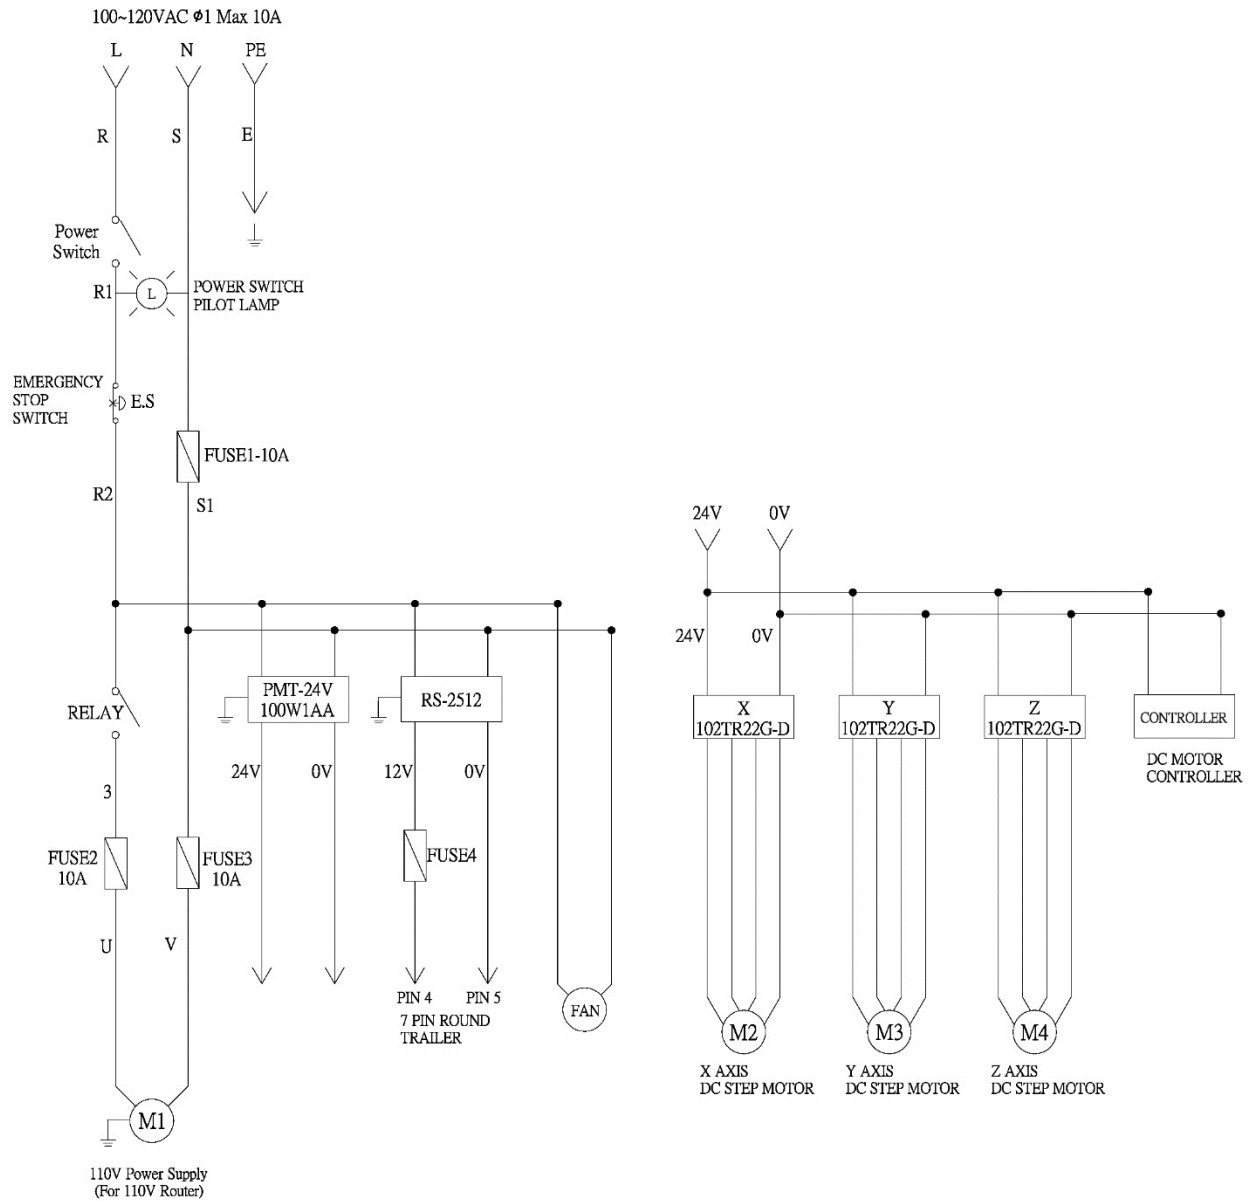 100~120VAC ϕ1 Max 10A
L N PE
R S E
Power
Switch
R1
L
POWER SWITCH
PILOT LAMP
EMERGENCY
STOP
SWITCH
E.S
FUSE1-10A
R2
S1
24V 0V
24V 0V
RELAY
PMT-24V
100W1AA
RS-2512
X
102TR22G-D
Y
102TR22G-D
Z
102TR22G-D
CONTROLLER
DC MOTOR
CONTROLLER
3
24V 0V
12V 0V
FUSE2
10A
FUSE3
10A
FUSE4
U V
PIN 4 PIN 5
7 PIN ROUND
TRAILER
FAN
M2
X AXIS
DC STEP MOTOR
M3
Y AXIS
DC STEP MOTOR
M4
Z AXIS
DC STEP MOTOR
M1
110V Power Supply
(For 110V Router)